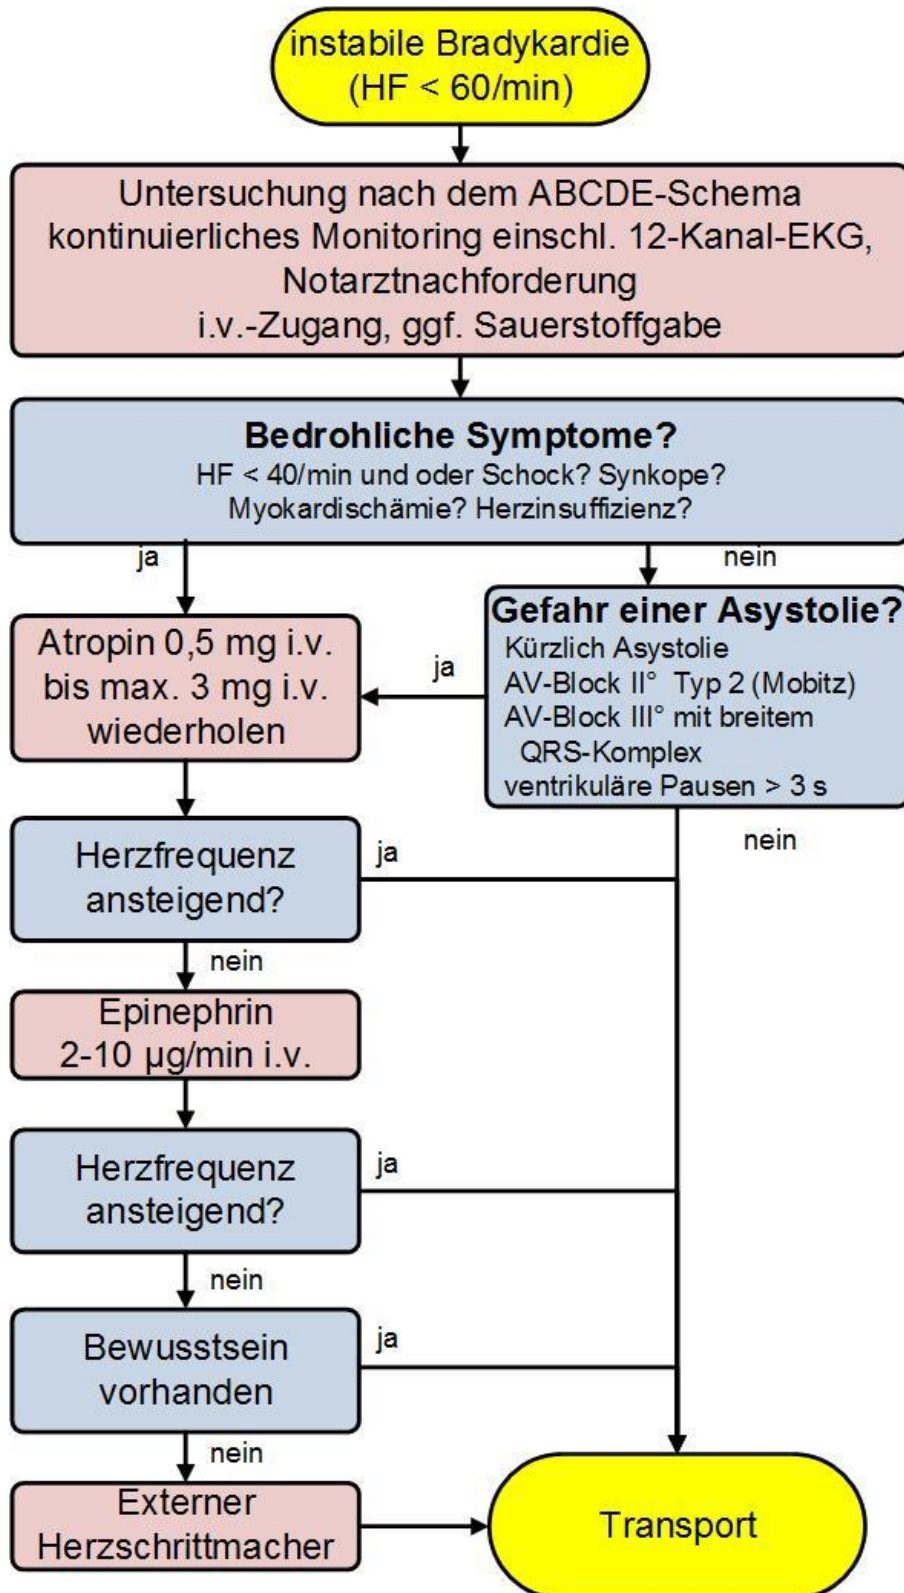 instabile Bradykardie
(HF < 60/min)
Untersuchung nach dem ABCDE-Schema
kontinuierliches Monitoring einschl. 12-Kanal-EKG,
Notarztnachforderung
i.v.-Zugang, ggf. Sauerstoffgabe
Bedrohliche Symptome?
HF < 40/min und oder Schock? Synkope?
Myokardischämie? Herzinsuffizienz?
ja
nein
Atropin 0,5 mg i.v.
bis max. 3 mg i.v.
wiederholen
ja
Gefahr einer Asystolie?
Kürzlich Asystolie
AV-Block II° Typ 2 (Mobitz)
AV-Block III° mit breitem
QRS-Komplex
ventrikuläre Pausen > 3 s
nein
Herzfrequenz
ansteigend?
ja
nein
Epinephrin
2-10 µg/min i.v.
Herzfrequenz
ansteigend?
ja
nein
Bewusstsein
vorhanden
ja
nein
Externer
Herzschrittmacher
Transport